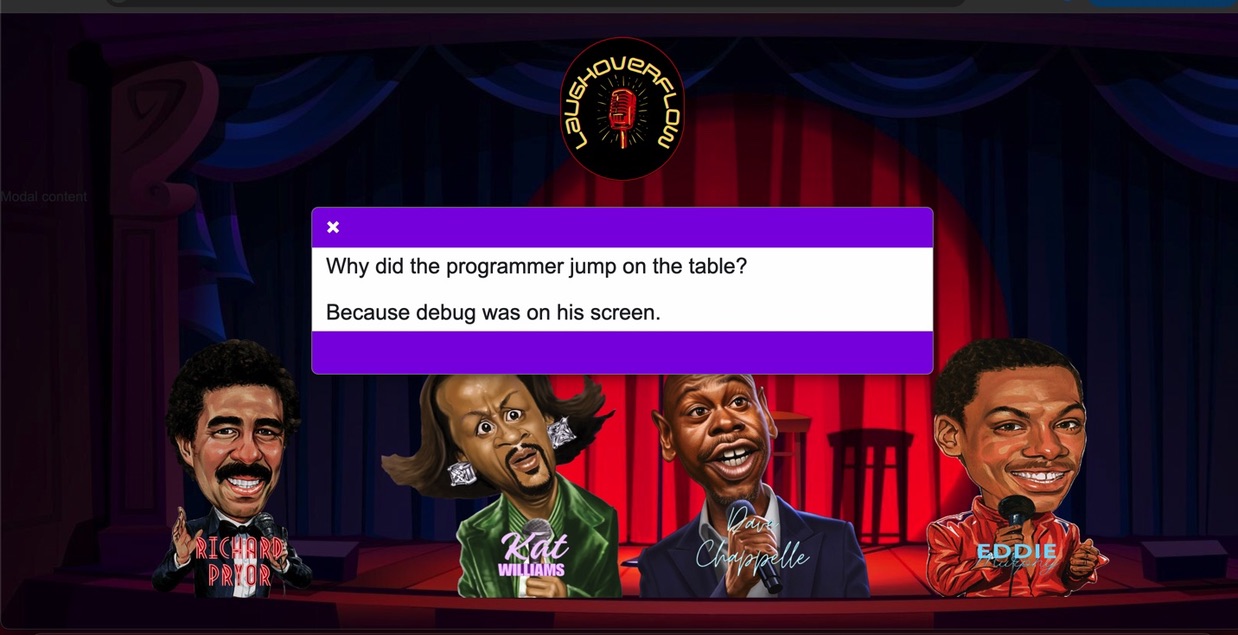 LAUGHOVERFLOW
Modal content
Why did the programmer jump on the table?
Because debug was on his screen.
RICHARD
PRYOR
Kat
WILLIAMS
Dave
Chappelle
EDDIE